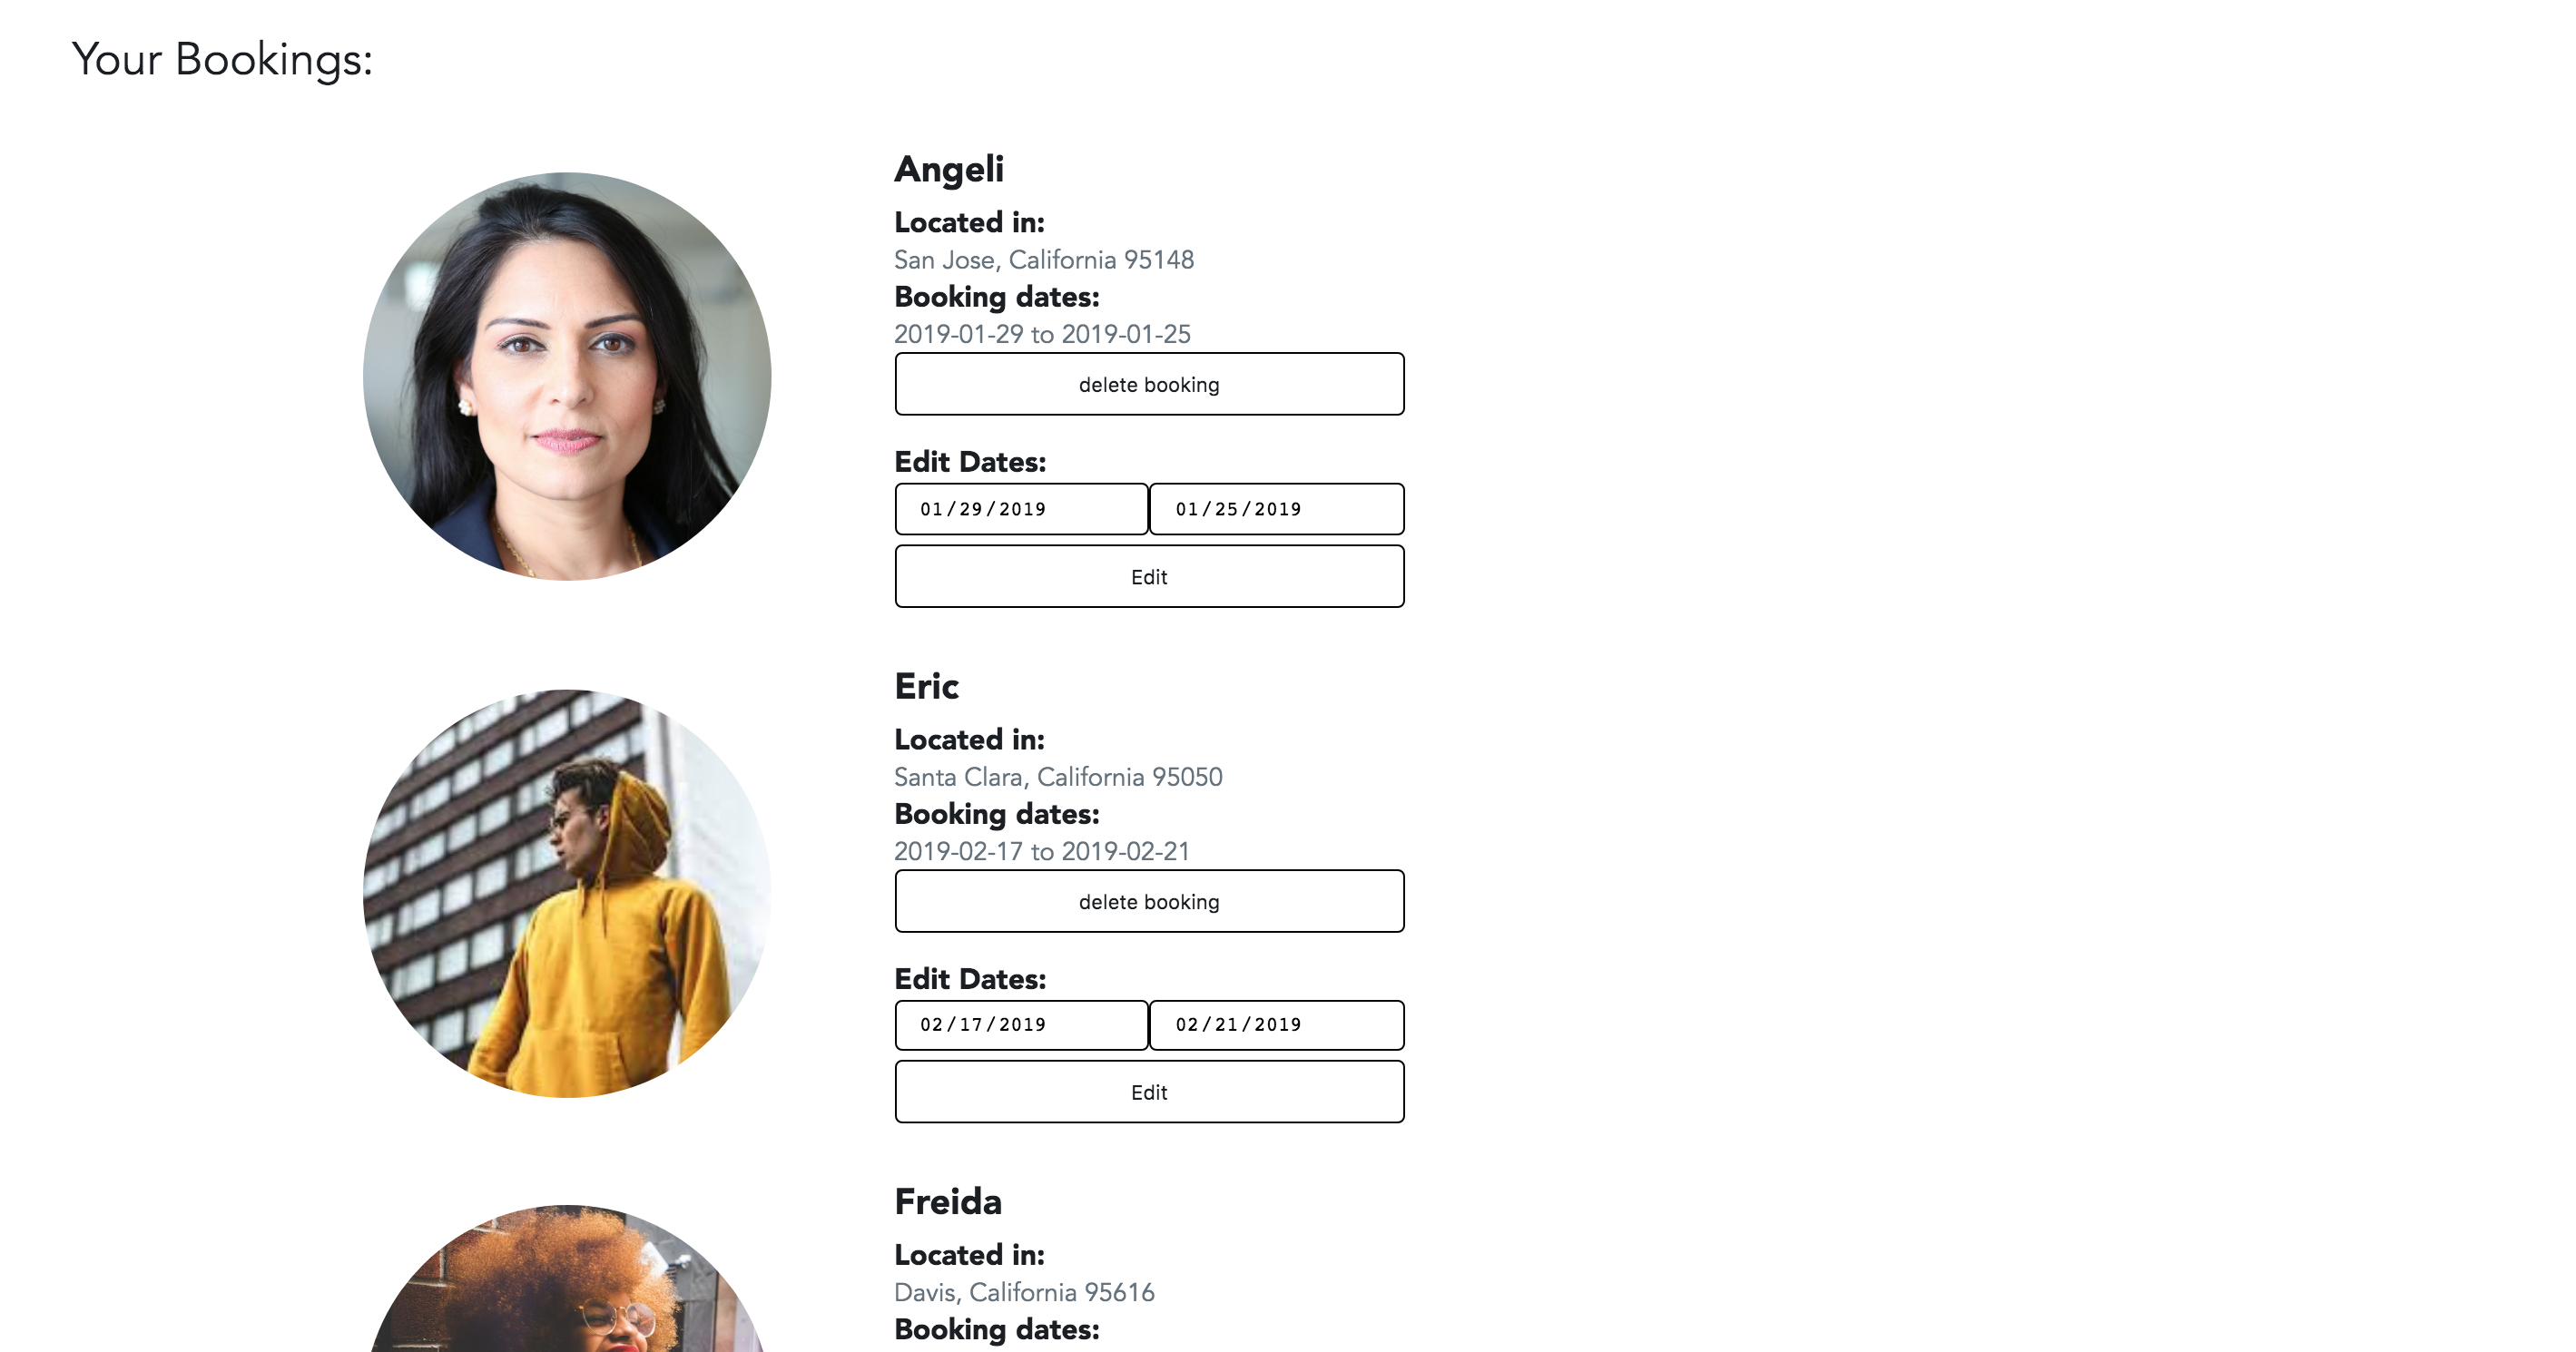 Your Bookings:
Angeli
Located in:
San Jose, California 95148
Booking dates:
2019-01-29 to 2019-01-25
delete booking
Edit Dates:
01/29/2019 01/25/2019
Edit
Eric
Located in:
Santa Clara, California 95050
Booking dates:
2019-02-17 to 2019-02-21
delete booking
Edit Dates:
02/17/2019 02/21/2019
Edit
Freida
Located in:
Davis, California 95616
Booking dates: